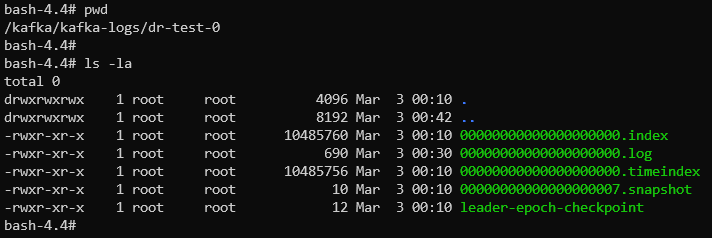 bash-4.4# pwd
/kafka/kafka-logs/dr-test-0
bash-4.4#
bash-4.4# ls -la
total 0
drwxrwxrwx    1 root     root          4096 Mar  3 00:10 .
drwxrwxrwx    1 root     root          8192 Mar  3 00:42 ..
-rwxr-xr-x    1 root     root      10485760 Mar  3 00:10 00000000000000000000.index
-rwxr-xr-x    1 root     root           690 Mar  3 00:30 00000000000000000000.log
-rwxr-xr-x    1 root     root      10485756 Mar  3 00:10 00000000000000000000.timeindex
-rwxr-xr-x    1 root     root            10 Mar  3 00:10 00000000000000000007.snapshot
-rwxr-xr-x    1 root     root            12 Mar  3 00:10 leader-epoch-checkpoint
bash-4.4#